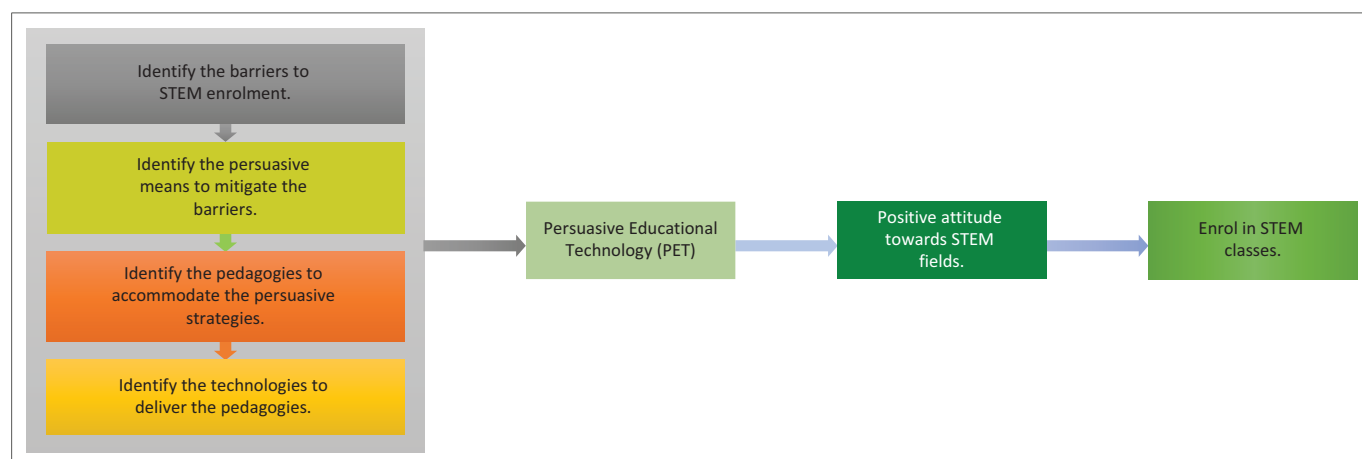 Identify the barriers to
STEM enrolment.
Identify the persuasive
means to mitigate the
barriers.
Identify the pedagogies to
accommodate the persuasive
strategies.
Identify the technologies to
deliver the pedagogies.
Persuasive Educational
Technology (PET)
Positive attitude
towards STEM
fields.
Enrol in STEM
classes.